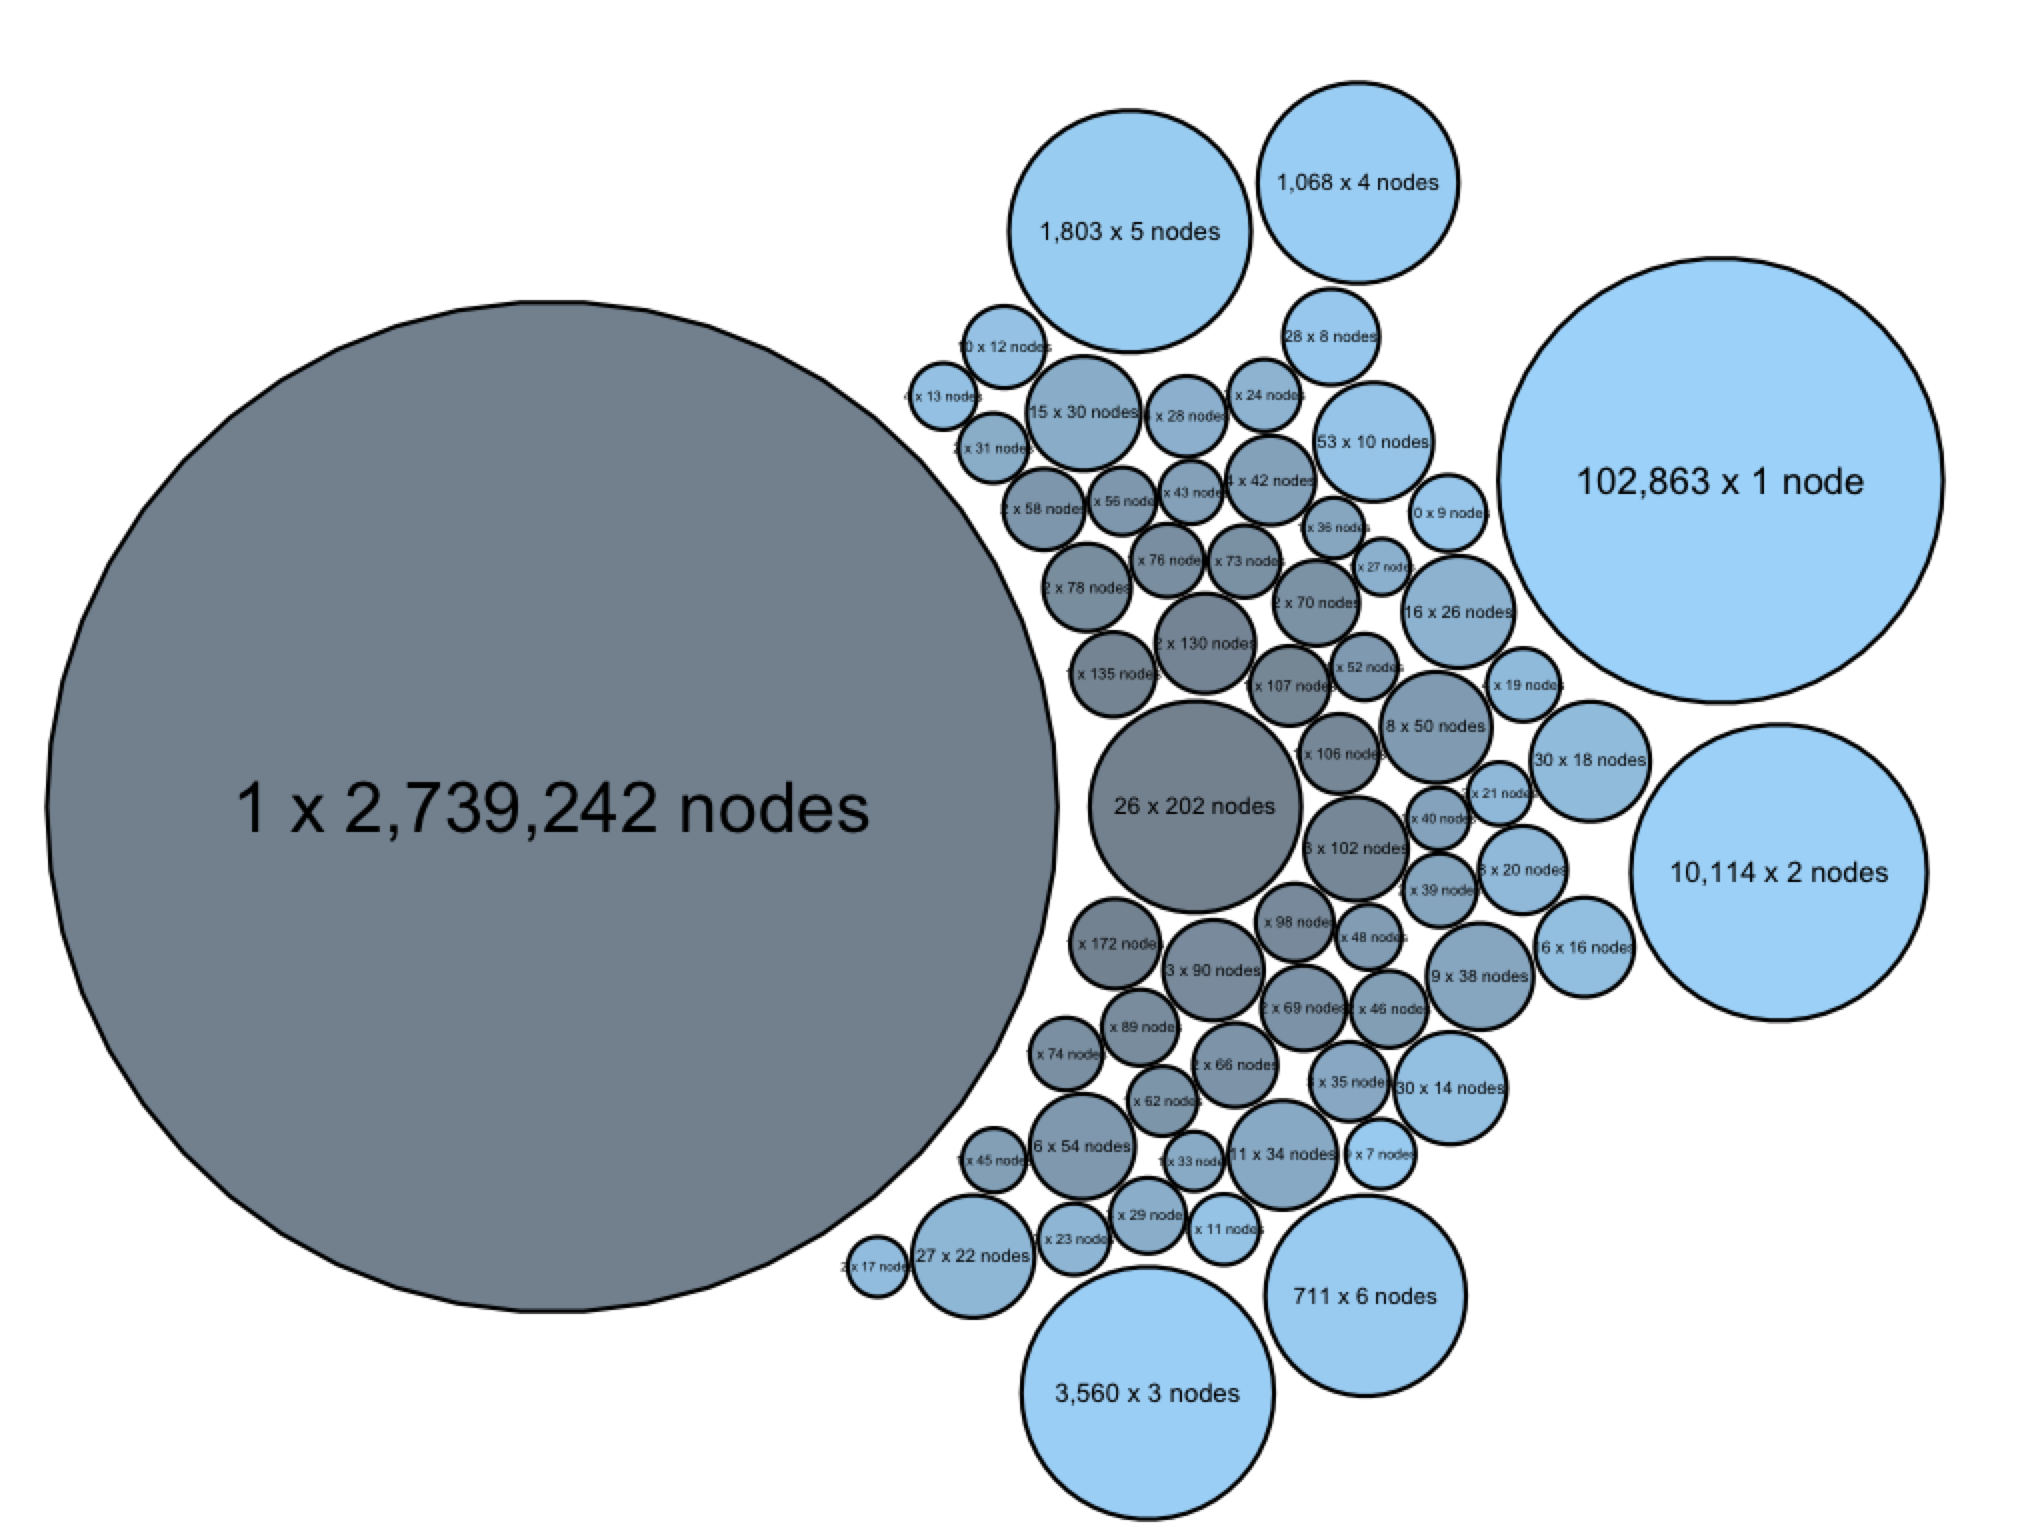 1,068 x 4 nodes
1,803 x 5 nodes
28 x 8 nodes
x 12 nodes
x 13 nodes
15 x 30 nodes
x 28 nodes
x 24 nodes
53 x 10 nodes
x 31 nodes
102,863 x 1 node
4 x 42 nodes
x 43 nodes
x 56 nodes
2 x 58 nodes
x 9 nodes
x 36 nodes
x 76 nodes
x 73 nodes
x 27 nodes
2 x 78 nodes
2 x 70 nodes
16 x 26 nodes
2 x 130 nodes
x 135 nodes
x 52 nodes
x 107 nodes
x 19 nodes
8 x 50 nodes
x 106 nodes
30 x 18 nodes
x 21 nodes
1 x 2,739,242 nodes
26 x 202 nodes
x 40 nodes
3 x 102 nodes
x 20 nodes
10,114 x 2 nodes
x 39 nodes
x 98 nodes
x 48 nodes
x 172 nodes
x 16 nodes
3 x 90 nodes
9 x 38 nodes
2 x 69 nodes
x 46 nodes
x 89 nodes
x 74 nodes
2 x 66 nodes
x 35 nodes
30 x 14 nodes
x 62 nodes
6 x 54 nodes
x 45 nodes
x 33 nodes
11 x 34 nodes
x 7 nodes
x 29 nodes
x 11 nodes
x 23 nodes
27 x 22 nodes
x 17 nodes
711 x 6 nodes
3,560 x 3 nodes